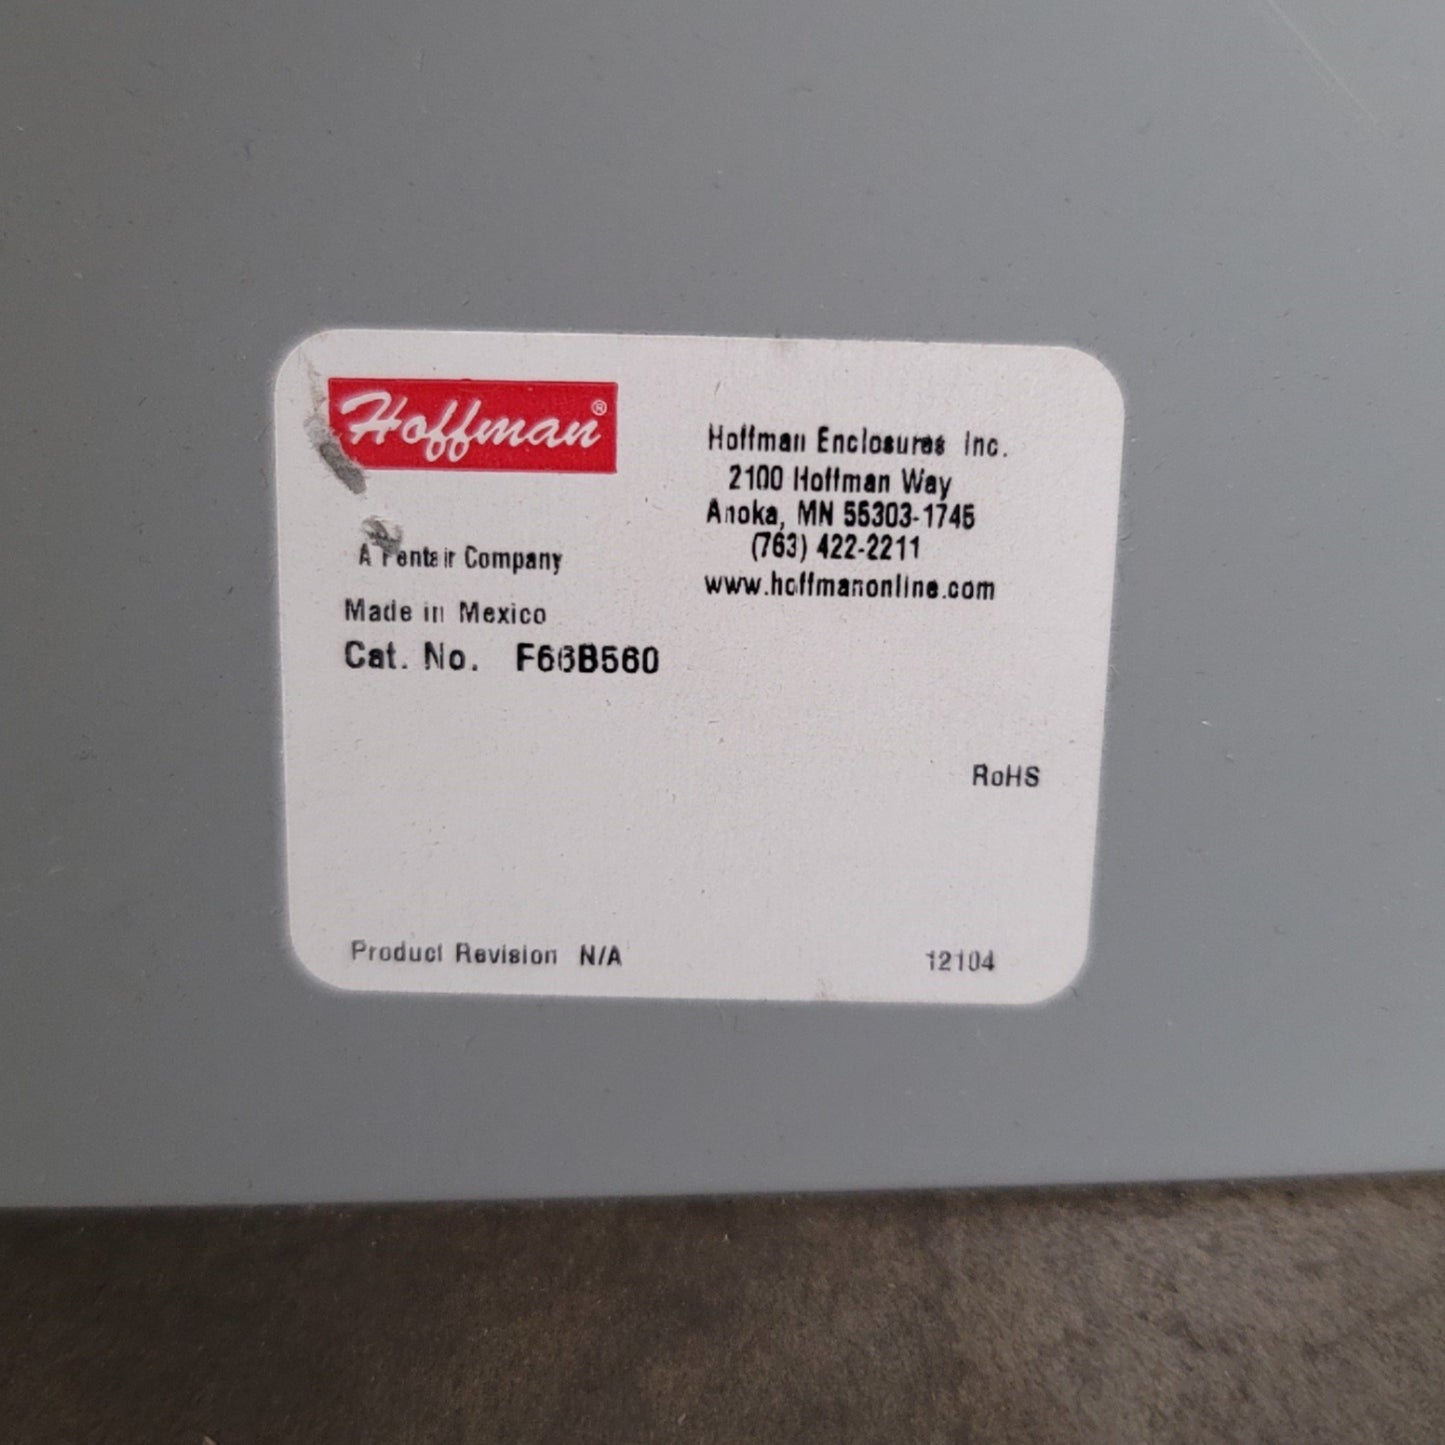 Hoffman®
A Pentair Company
Made in Mexico
Cat. No. F66B560
Hoffman Enclosures Inc.
2100 Hoffman Way
Anoka, MN 55303-1745
(763) 422-2211
www.hoffmanonline.com
RoHS
Product Revision N/A
12104